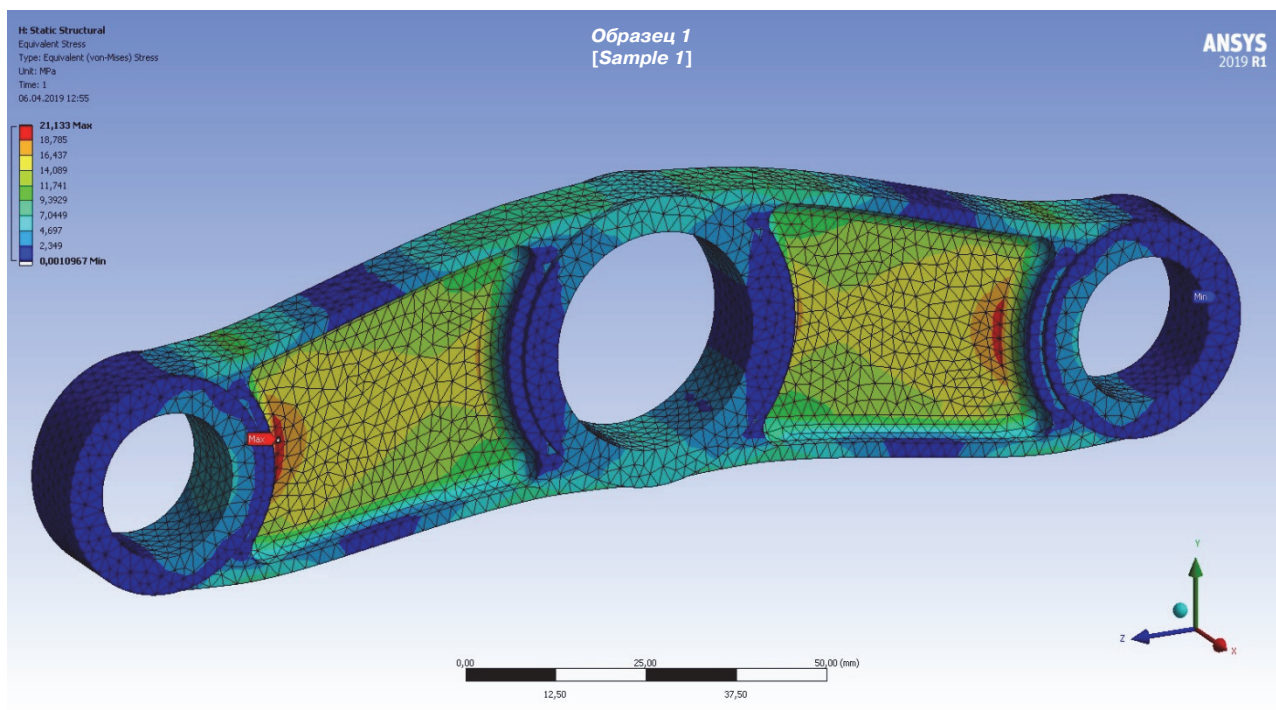 H: Static Structural
Equivalent Stress
Type: Equivalent (von-Mises) Stress
Unit: MPa
Time: 1
06.04.2019 12:55
21,133 Max
18,785
16,437
14,089
11,741
9,3929
7,0449
4,697
2,349
0,0010967 Min
Образец 1
[Sample 1]
ANSYS
2019 R1
Min
Max
Y
Z
X
0,00
25,00
50,00 (mm)
12,50
37,50